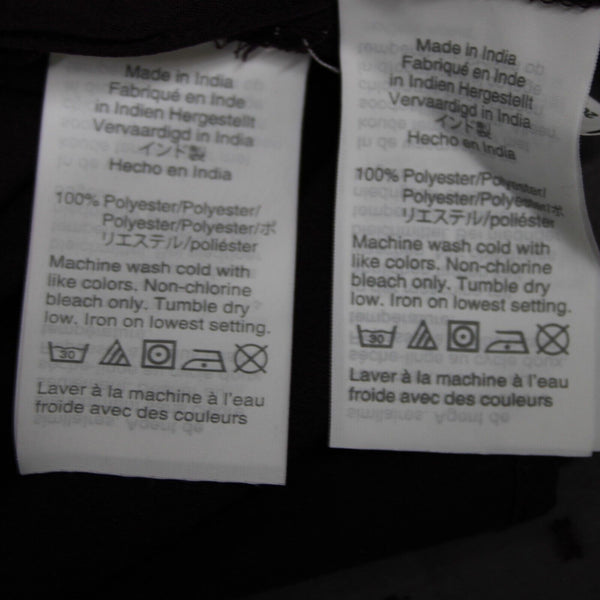 Made in India
Fabriqué en Inde
in Indien Hergestellt
Vervaardigd in India
インド製
Hecho en India
100% Polyester/Polyester/
Polyester/Polyester/ポ
リエステル/poliéster
Machine wash cold with
like colors. Non-chlorine
bleach only. Tumble dry
low. Iron on lowest setting.
30
Laver à la machine à l'eau
froide avec des couleurs
Made in India
Fabriqué en Inde
in Indien Hergestellt
Vervaardigd in India
インド製
Hecho en India
100% Polyester/Polyester/
Polyester/Polyester/ポ
リエステル/poliéster
Machine wash cold with
like colors. Non-chlorine
bleach only. Tumble dry
low. Iron on lowest setting.
30
Laver à la machine à l'eau
froide avec des couleurs